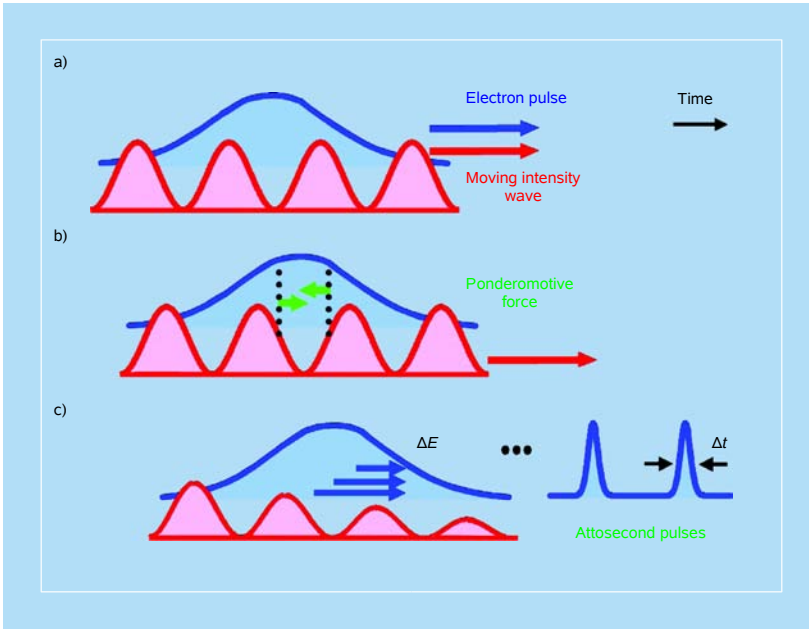 a)
Electron pulse
Time
Moving intensity
wave
b)
Ponderomotive
force
c)
ΔE
Δt
Attosecond pulses